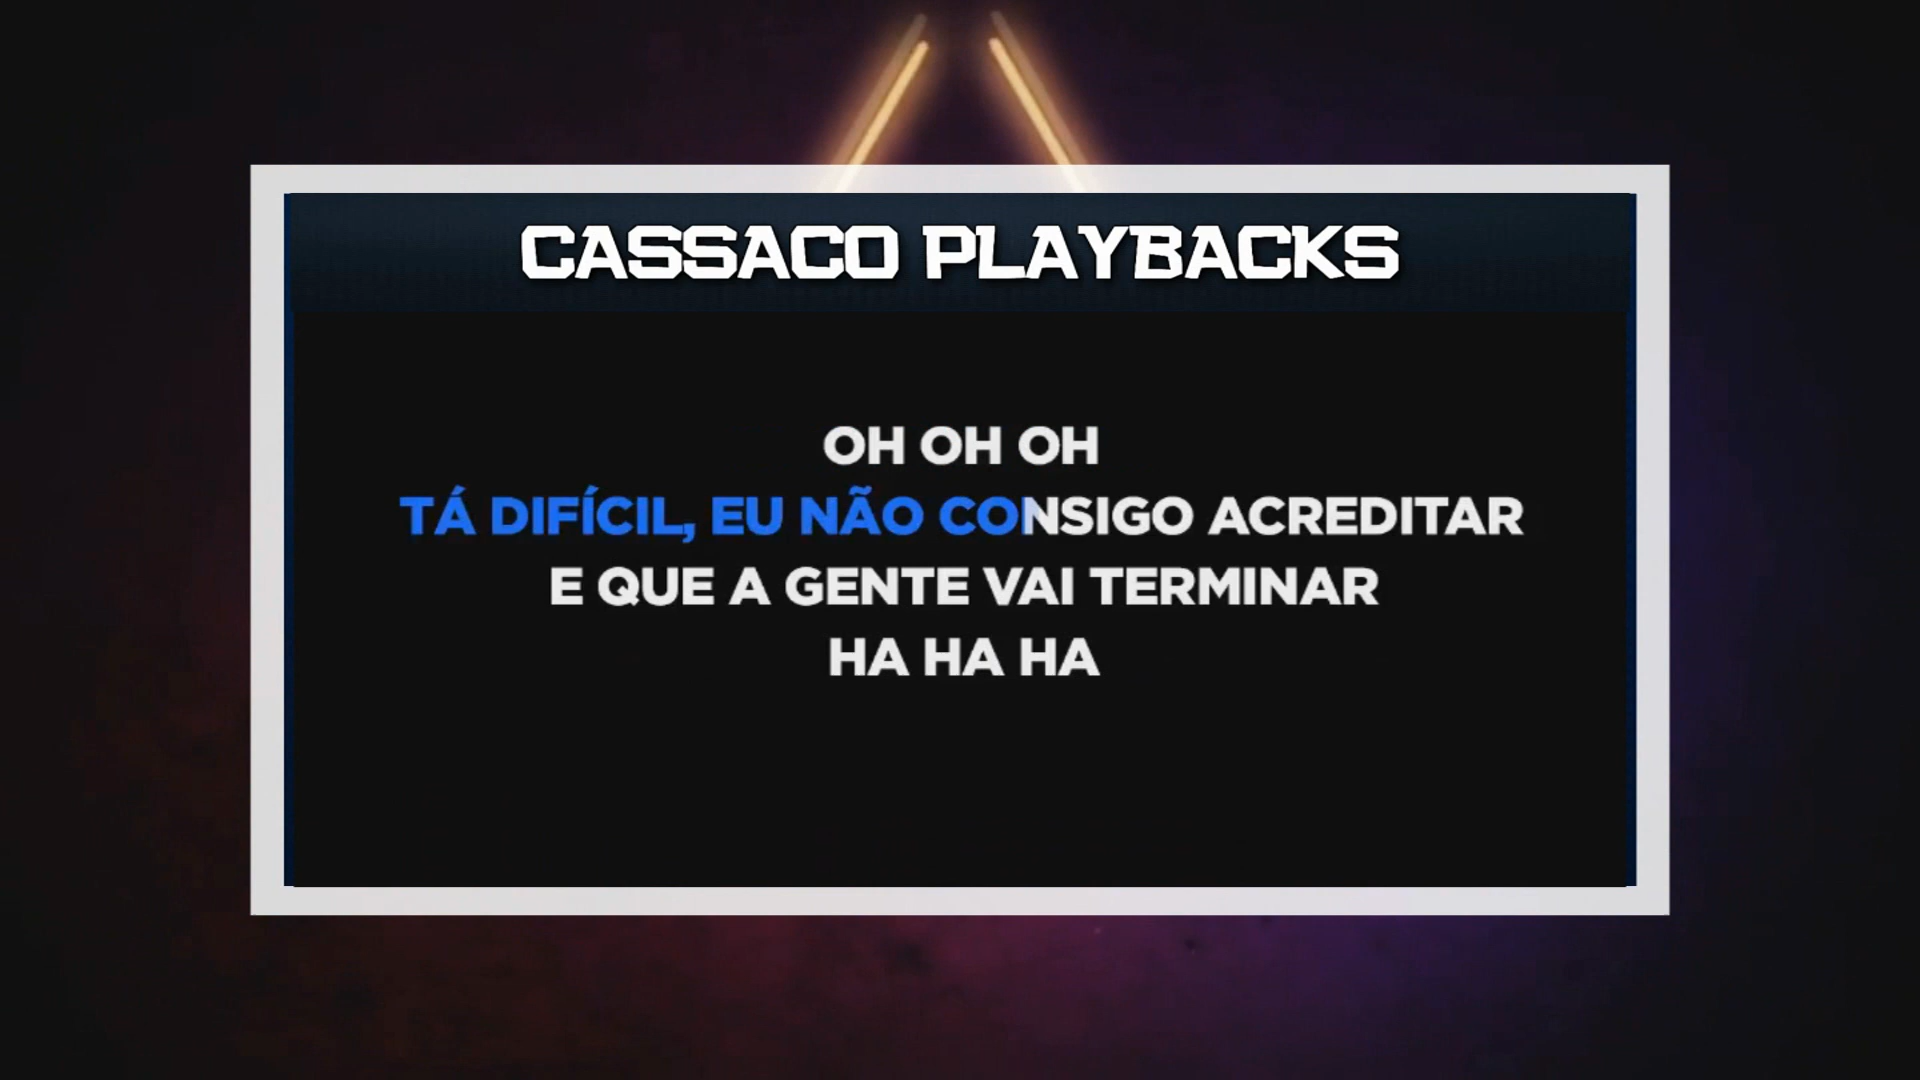 CASSACO PLAYBACKS
OH OH OH
TÁ DIFÍCIL, EU NÃO CONSIGO ACREDITAR
E QUE A GENTE VAI TERMINAR
HA HA HA